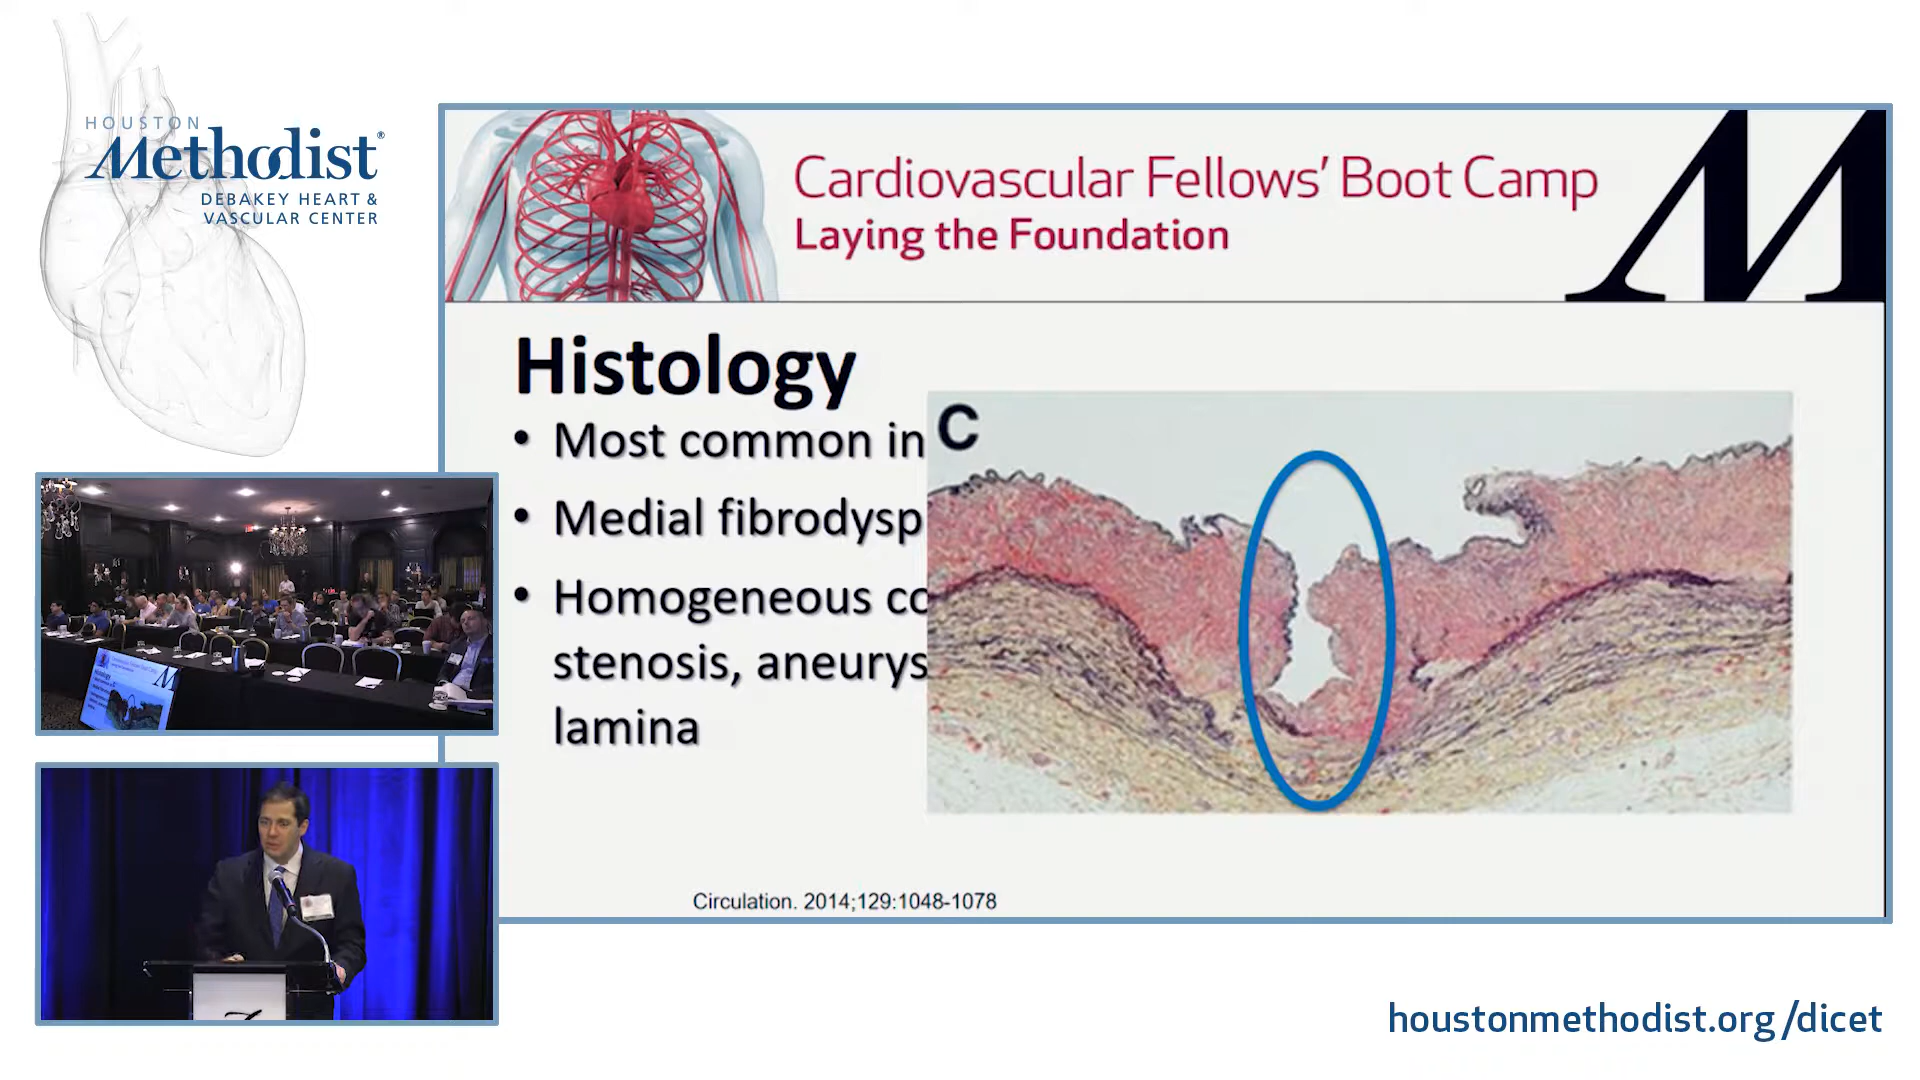 HOUSTON
Methodist®
DEBAKEY HEART &
VASCULAR CENTER
Cardiovascular Fellows' Boot Camp
Laying the Foundation
M
Histology
• Most common in
• Medial fibrodysp
• Homogeneous co
stenosis, aneurys
lamina
C
Circulation. 2014;129:1048-1078
Histology
houstonmethodist.org/dicet